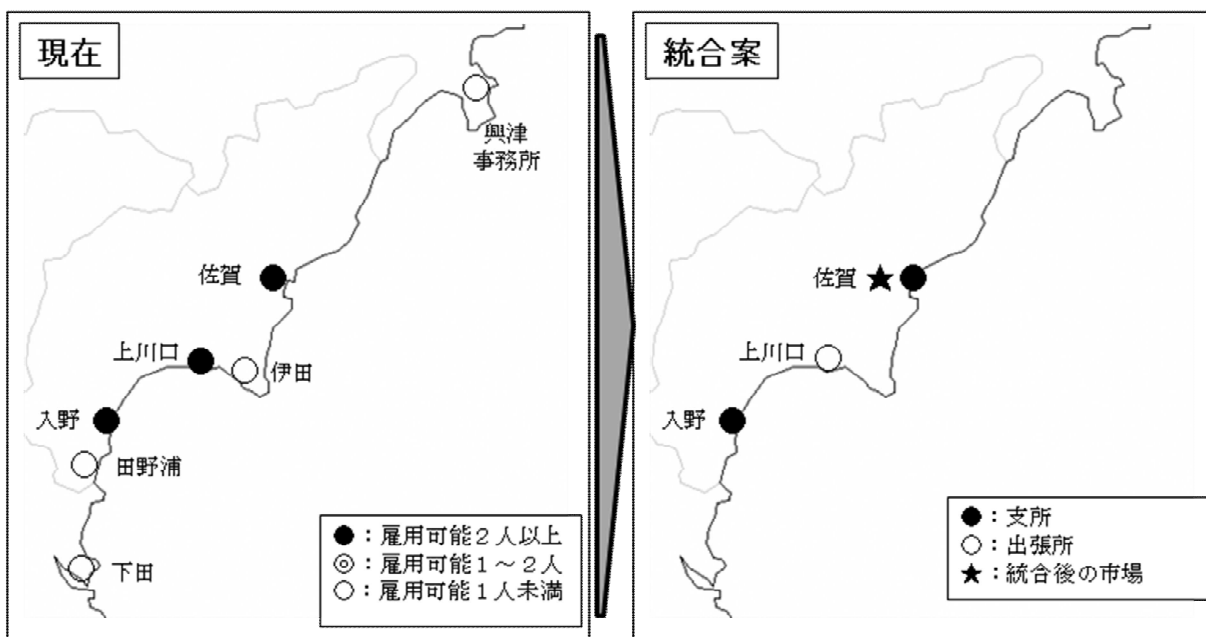 現在
興津
事務所
佐賀
上川口
伊田
入野
田野浦
下田
●:雇用可能2人以上
◎:雇用可能1~2人
○:雇用可能1人未満
統合案
佐賀
上川口
入野
●:支所
○:出張所
★:統合後の市場